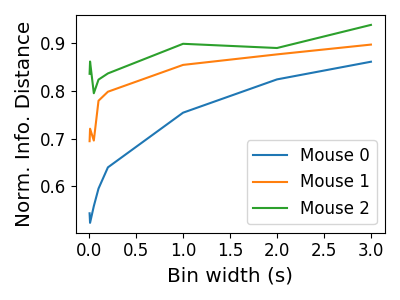 Norm. Info. Distance
0.9
0.8
0.7
0.6
Mouse 0
Mouse 1
Mouse 2
0.0 0.5 1.0 1.5 2.0 2.5 3.0
Bin width (s)